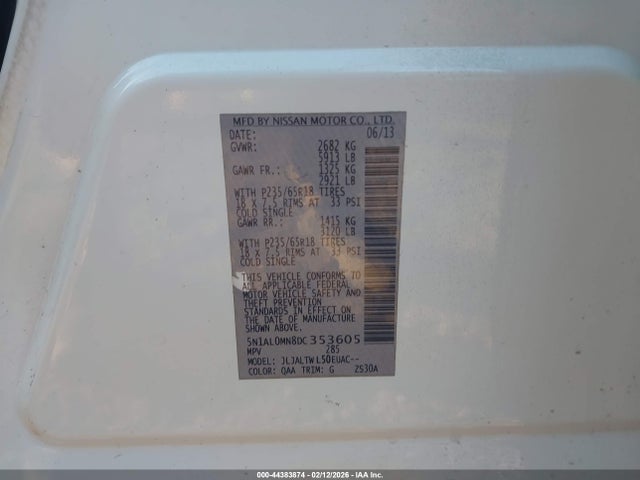 MFD BY NISSAN MOTOR CO., LTD.
DATE: 06/13
GVWR: 2682 KG
5913 LB
GAWR FR.: 1325 KG
2921 LB
WITH P235/65R18 TIRES
18 X 7.5 RIMS AT 33 PSI
COLD SINGLE
GAWR RR.: 1415 KG
3120 LB
WITH P235/65R18 TIRES
18 X 7.5 RIMS AT 33 PSI
COLD SINGLE
THIS VEHICLE CONFORMS TO
ALL APPLICABLE FEDERAL
MOTOR VEHICLE SAFETY AND
THEFT PREVENTION
STANDARDS IN EFFECT ON
THE DATE OF MANUFACTURE
SHOWN ABOVE.
5N1AL0MN8DC353605
MPV 285
MODEL: JLJALTWL50EUAC--
COLOR: QAA TRIM: G ZS30A
000-44383874 - 02/12/2026 - IAA Inc.